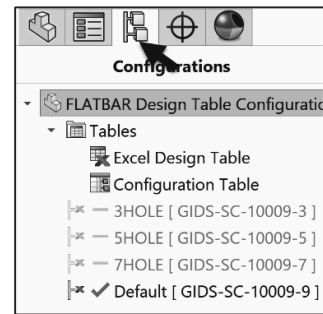 Configurations
FLATBAR Design Table Configuratio
Tables
Excel Design Table
Configuration Table
3HOLE [ GIDS-SC-10009-3 ]
5HOLE [ GIDS-SC-10009-5 ]
7HOLE [ GIDS-SC-10009-7 ]
Default [ GIDS-SC-10009-9 ]